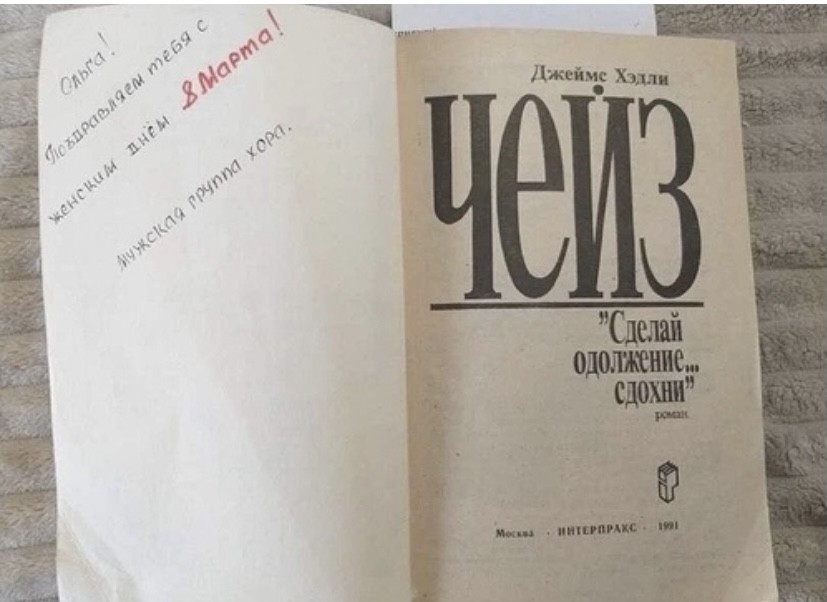 Ольга!
Поздравляем тебя с
женским днём 8 Марта!
Мужская группа хора.
Джеймс Хэдли
ЧЕЙЗ
"Сделай
одолжение...
сдохни"
роман
Москва · ИНТЕРПРАКС · 1991